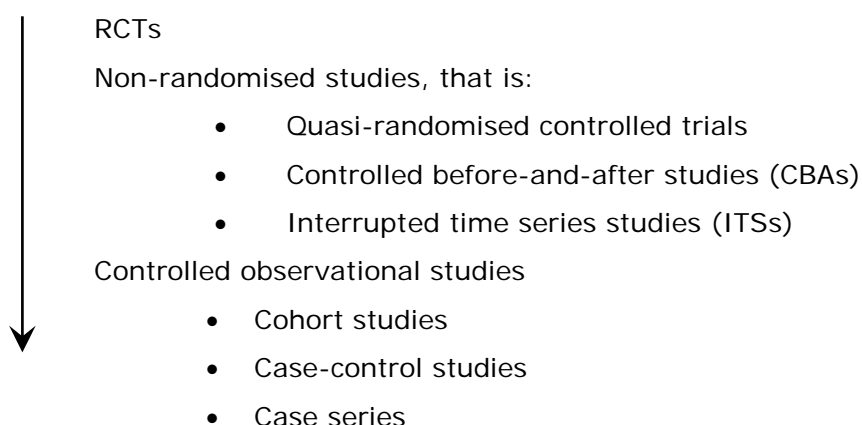 RCTs
Non-randomised studies, that is:
• Quasi-randomised controlled trials
• Controlled before-and-after studies (CBAs)
• Interrupted time series studies (ITSs)
Controlled observational studies
• Cohort studies
• Case-control studies
• Case series